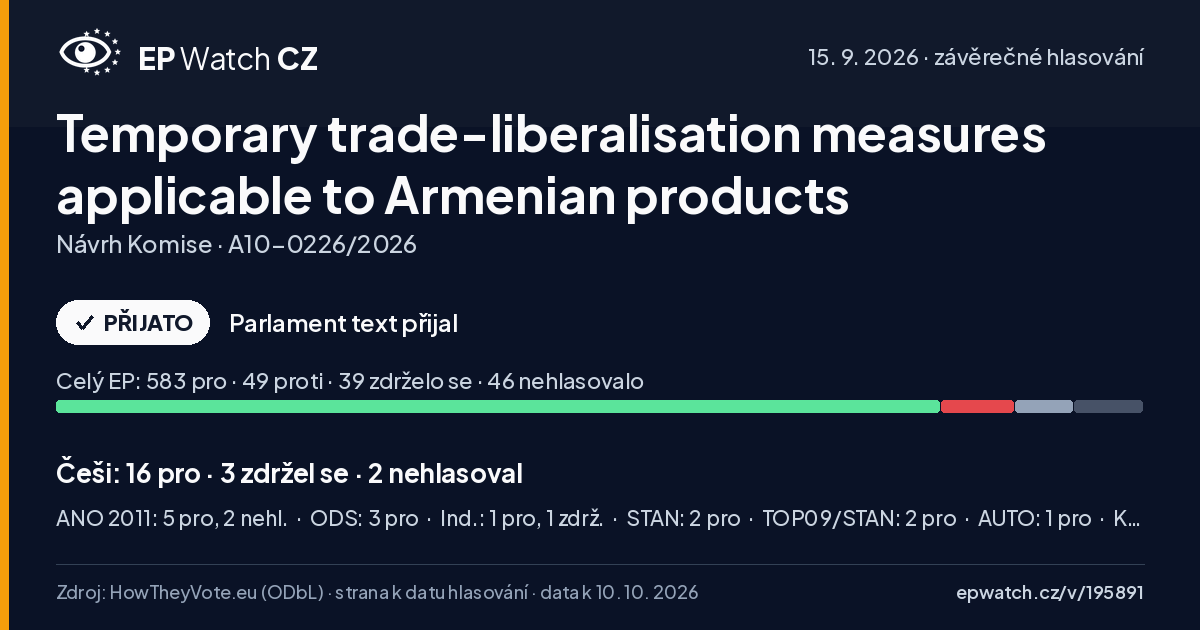 EP Watch CZ
15. 9. 2026 · závěrečné hlasování
Temporary trade-liberalisation measures
applicable to Armenian products
Návrh Komise · A10–0226/2026
✓ PŘIJATO
Parlament text přijal
Celý EP: 583 pro · 49 proti · 39 zdrželo se · 46 nehlasovalo
Češi: 16 pro · 3 zdržel se · 2 nehlasoval
ANO 2011: 5 pro, 2 nehl. · ODS: 3 pro · Ind.: 1 pro, 1 zdrž. · STAN: 2 pro · TOP09/STAN: 2 pro · AUTO: 1 pro · K…
Zdroj: HowTheyVote.eu (ODbL) · strana k datu hlasování · data k 10. 10. 2026
epwatch.cz/v/195891